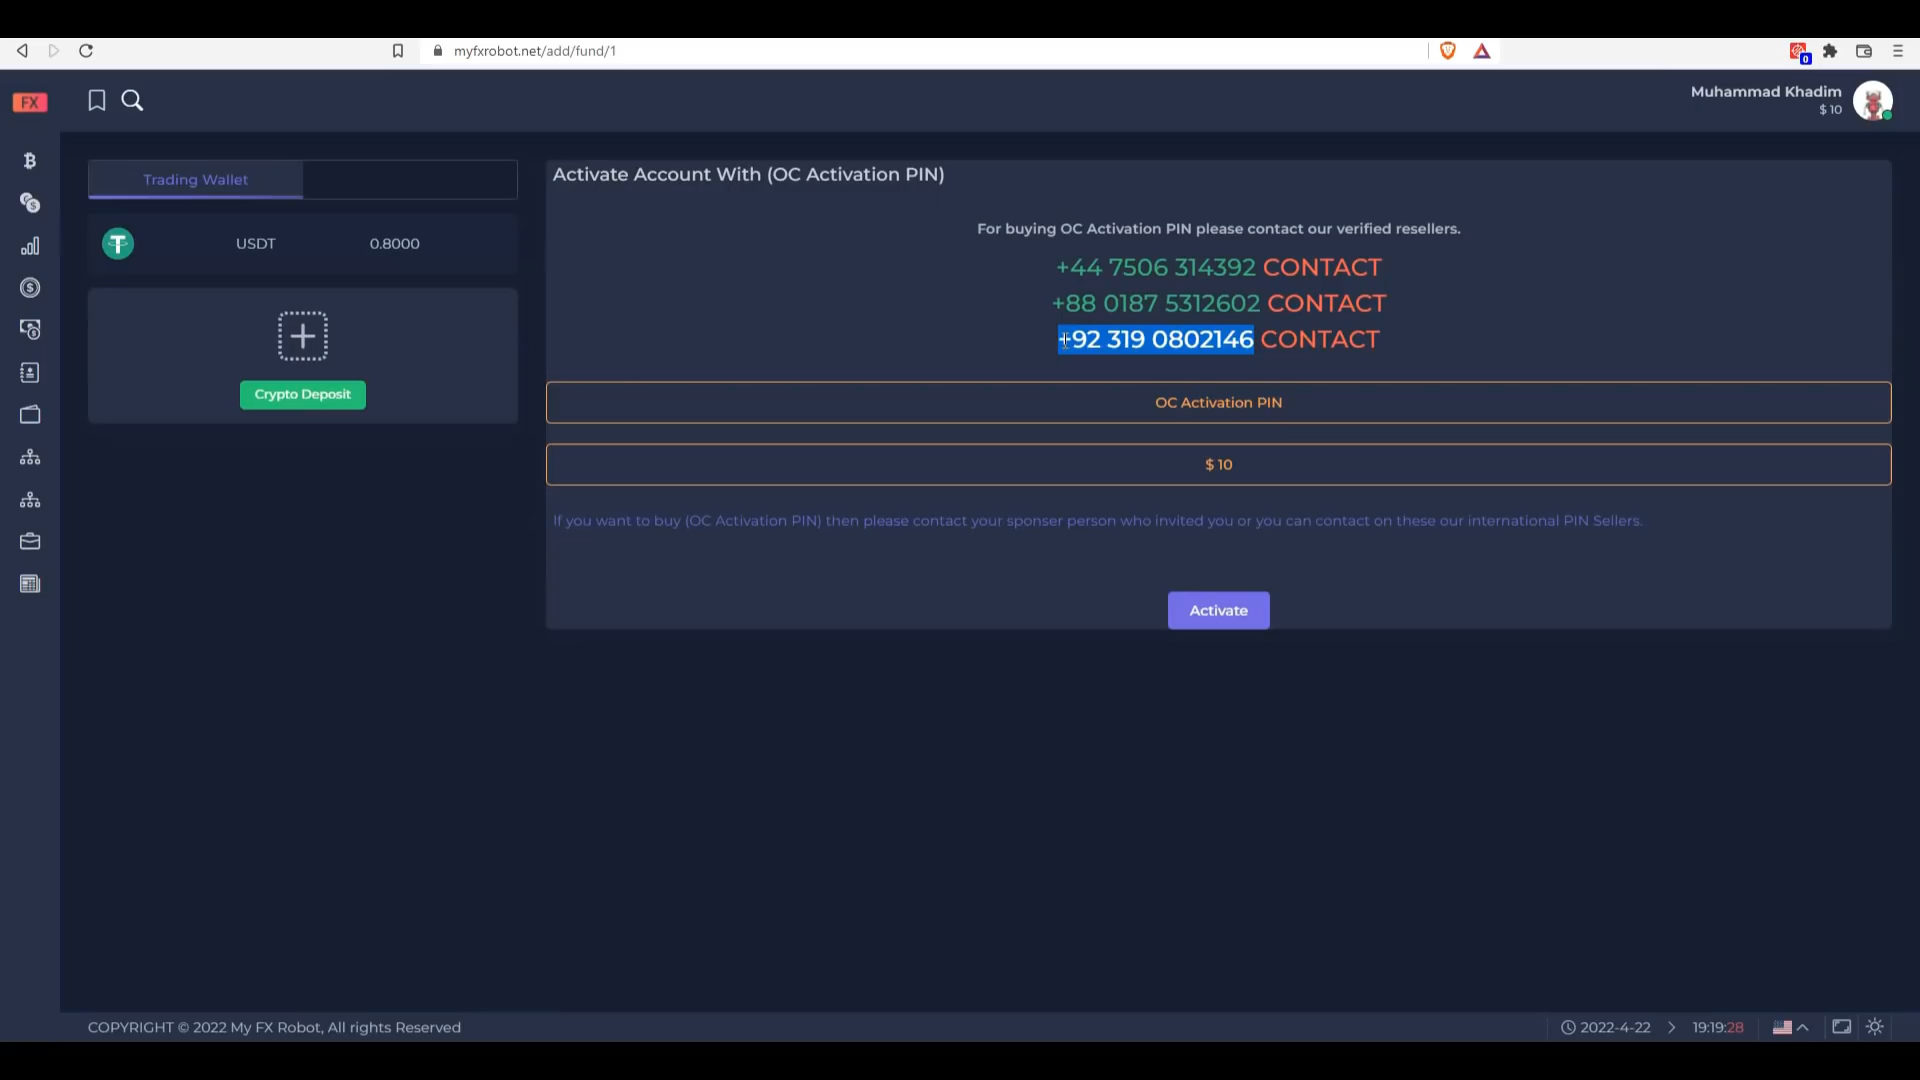 myfxrobot.net/add/fund/1
0
FX
Muhammad Khadim
$ 10
Trading Wallet
USDT 0.8000
Crypto Deposit
Activate Account With (OC Activation PIN)
For buying OC Activation PIN please contact our verified resellers.
+44 7506 314392 CONTACT
+88 0187 5312602 CONTACT
+92 319 0802146 CONTACT
OC Activation PIN
$ 10
If you want to buy (OC Activation PIN) then please contact your sponser person who invited you or you can contact on these our international PIN Sellers.
Activate
COPYRIGHT © 2022 My FX Robot, All rights Reserved
2022-4-22 > 19:19:28